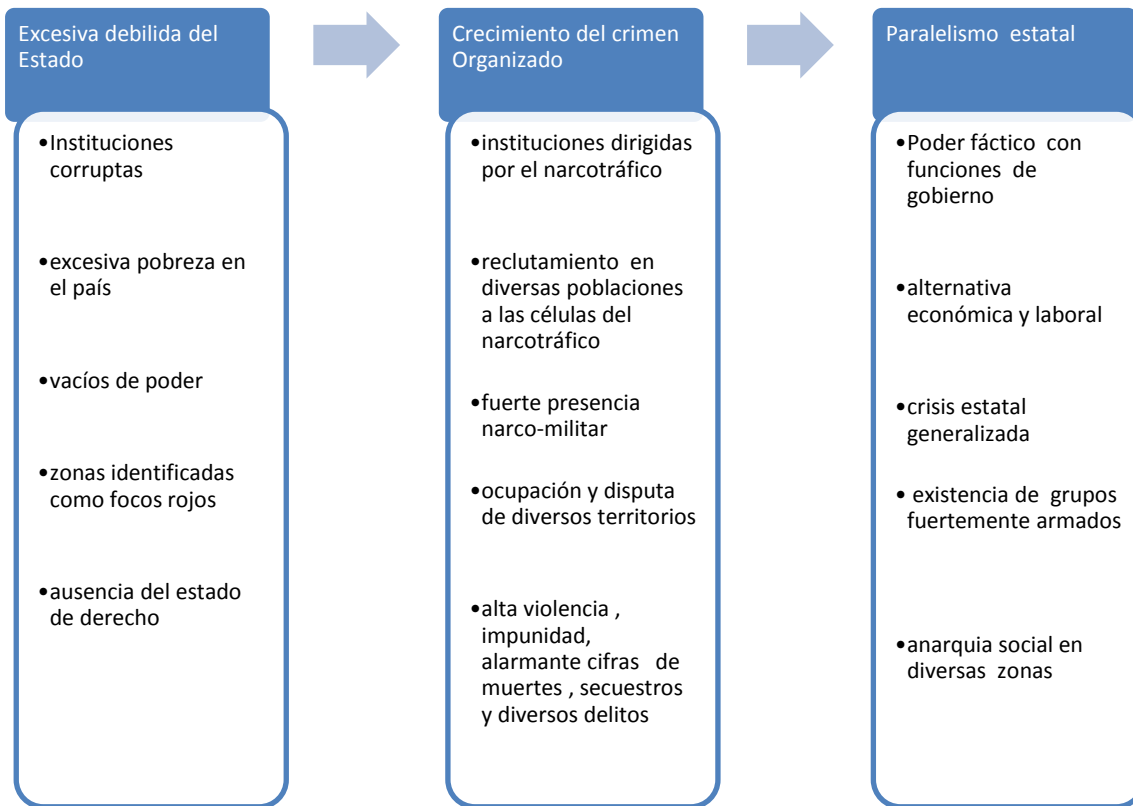 Excesiva debilida del
Estado
•Instituciones
corruptas
•excesiva pobreza en
el país
•vacíos de poder
•zonas identificadas
como focos rojos
•ausencia del estado
de derecho
Crecimiento del crimen
Organizado
•instituciones dirigidas
por el narcotráfico
•reclutamiento en
diversas poblaciones
a las células del
narcotráfico
•fuerte presencia
narco-militar
•ocupación y disputa
de diversos territorios
•alta violencia ,
impunidad,
alarmante cifras de
muertes , secuestros
y diversos delitos
Paralelismo estatal
•Poder fáctico con
funciones de
gobierno
•alternativa
económica y laboral
•crisis estatal
generalizada
• existencia de grupos
fuertemente armados
•anarquia social en
diversas zonas